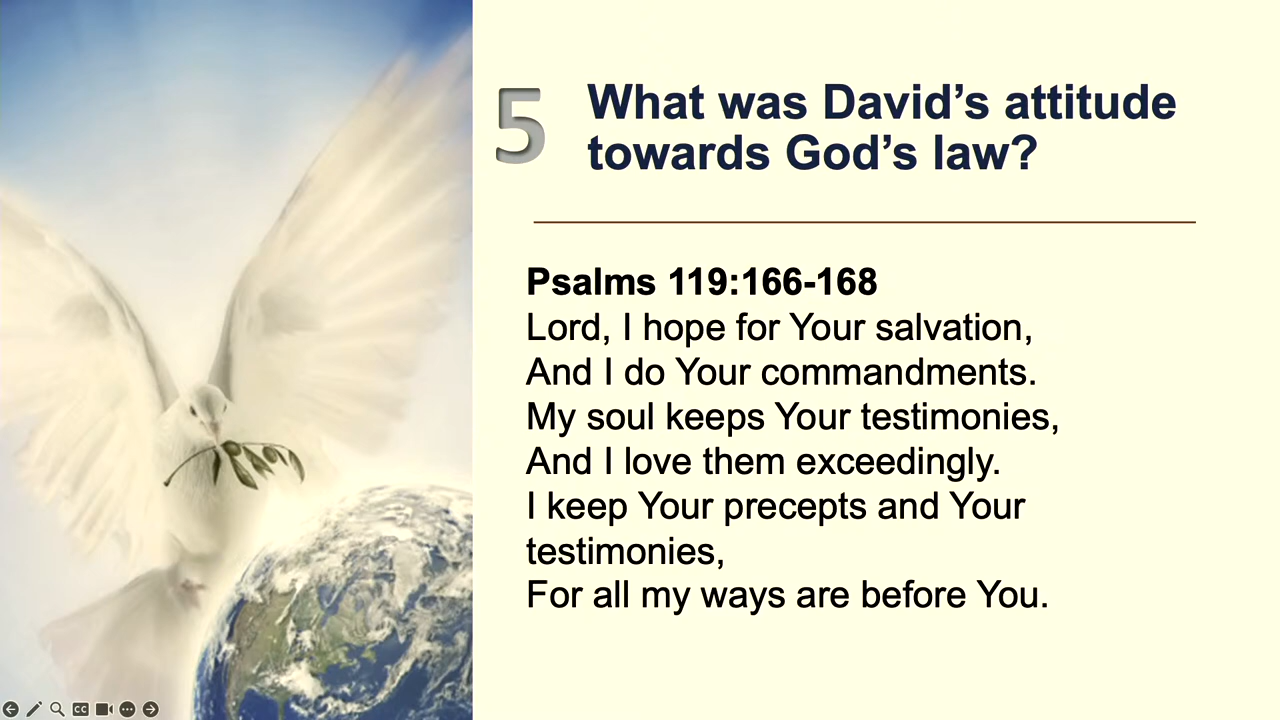 5
What was David’s attitude
towards God’s law?
Psalms 119:166-168
Lord, I hope for Your salvation,
And I do Your commandments.
My soul keeps Your testimonies,
And I love them exceedingly.
I keep Your precepts and Your
testimonies,
For all my ways are before You.
CC